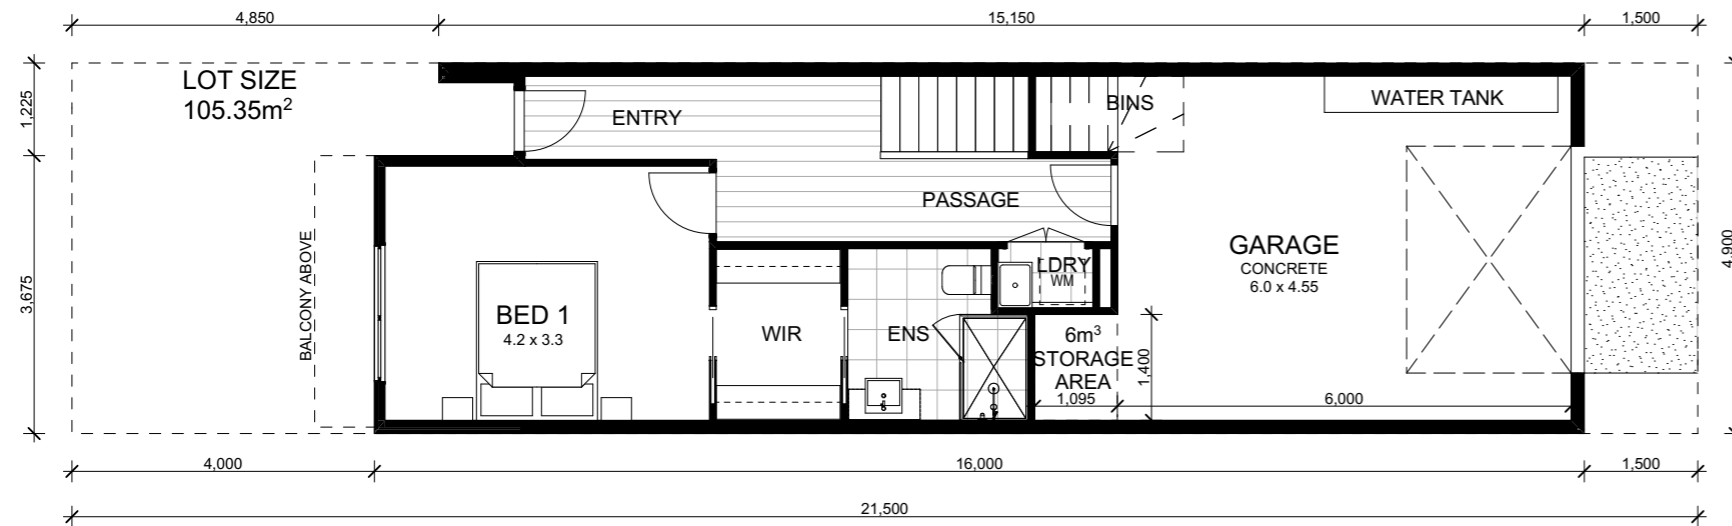 4,850
15,150
1,500
LOT SIZE
105.35m²
1,225
ENTRY
BINS
WATER TANK
PASSAGE
BALCONY ABOVE
3,675
BED 1
4.2 x 3.3
WIR
ENS
LDRY
WM
6m³
STORAGE
AREA
1,095
1,400
GARAGE
CONCRETE
6.0 x 4.55
6,000
4,900
4,000
16,000
1,500
21,500